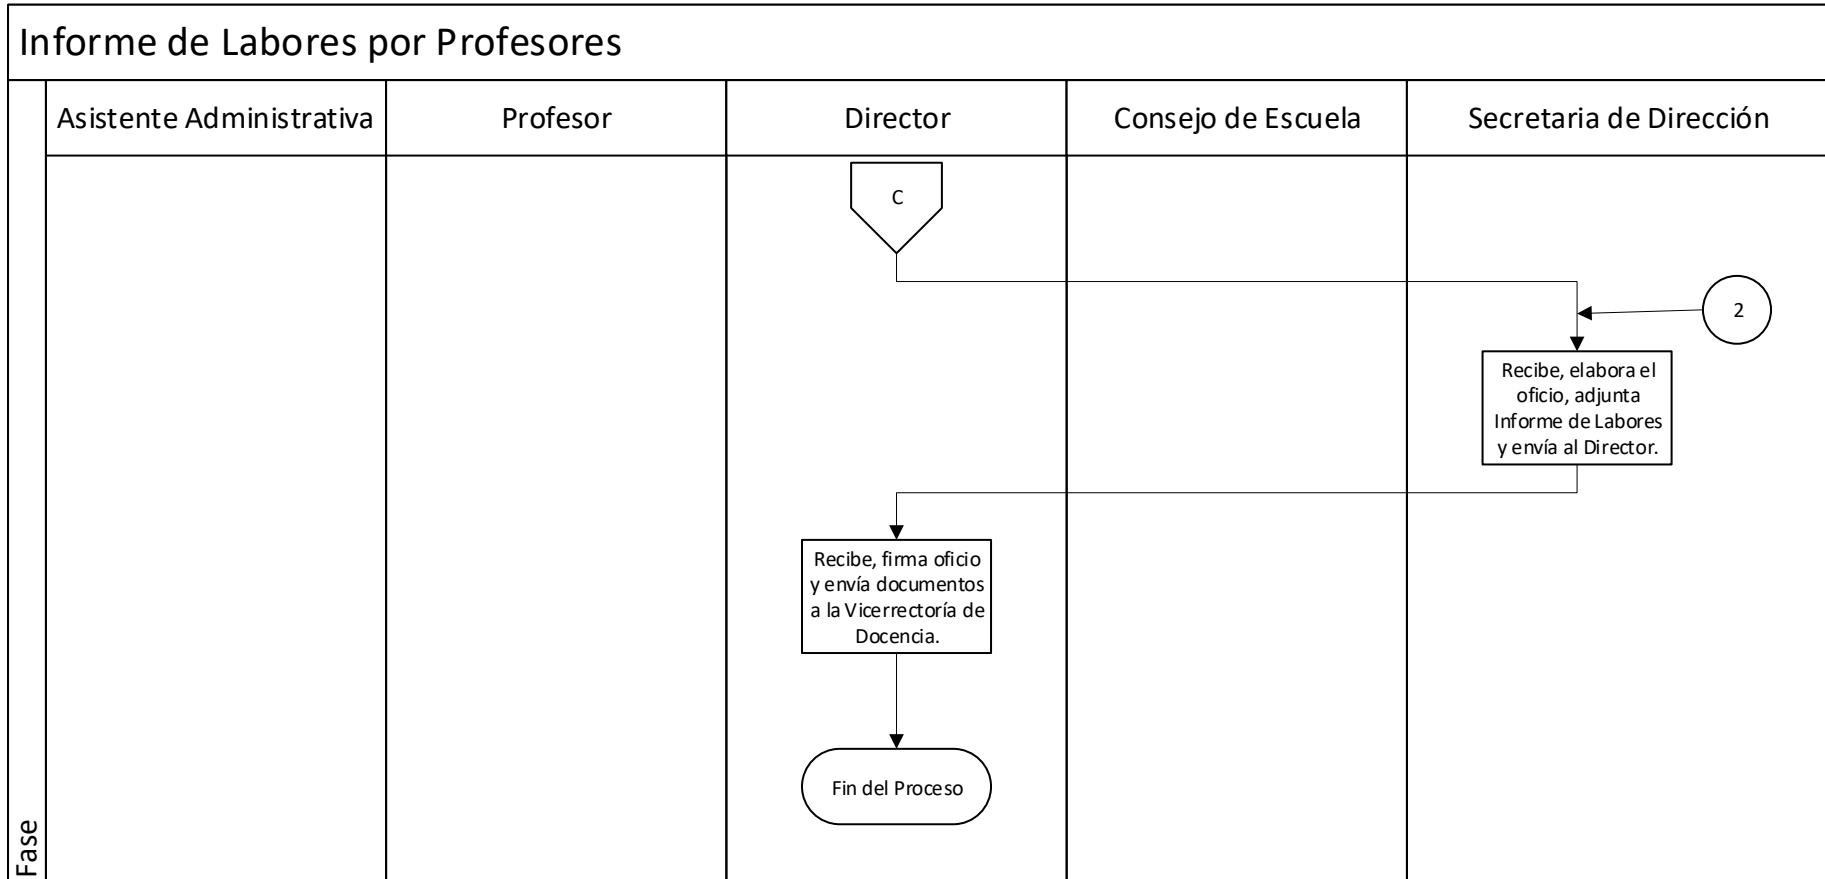 Informe de Labores por Profesores
Asistente Administrativa
Profesor
Director
Consejo de Escuela
Secretaria de Dirección
C
2
Recibe, elabora el
oficio, adjunta
Informe de Labores
y envía al Director.
Recibe, firma oficio
y envía documentos
a la Vicerrectoría de
Docencia.
Fin del Proceso
Fase